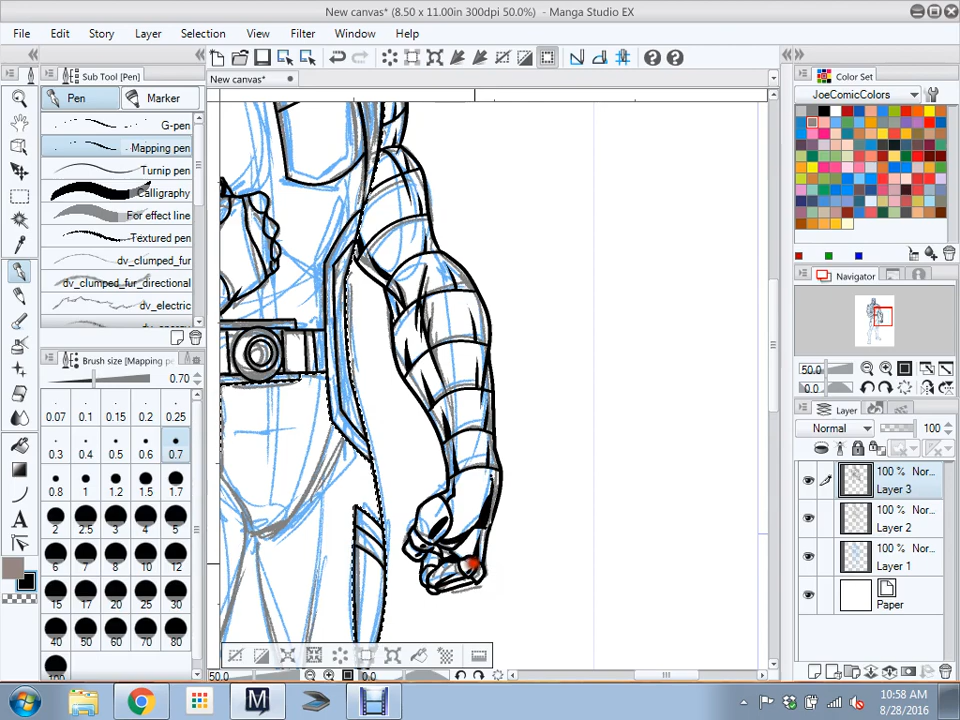 New canvas* (8.50 x 11.00in 300dpi 50.0%) - Manga Studio EX
File Edit Story Layer Selection View Filter Window Help
Sub Tool [Pen]
Pen Marker
G-pen
Mapping pen
Turnip pen
Calligraphy
For effect line
Textured pen
dv_clumped_fur
dv_clumped_fur_directional
dv_electric
Brush size [Mapping pe
0.70
0.07 0.1 0.15 0.2 0.25
0.3 0.4 0.5 0.6 0.7
0.8 1 1.2 1.5 1.7
2 2.5 3 4 5
6 7 8 10 12
15 17 20 25 30
40 50 60 70 80
New canvas*
50.0 0.0
Color Set
JoeComicColors
Navigator
50.0
0.0
Layer
Normal 100
100 % Nor...
Layer 3
100 % Nor...
Layer 2
100 % Nor...
Layer 1
Paper
10:58 AM
8/28/2016